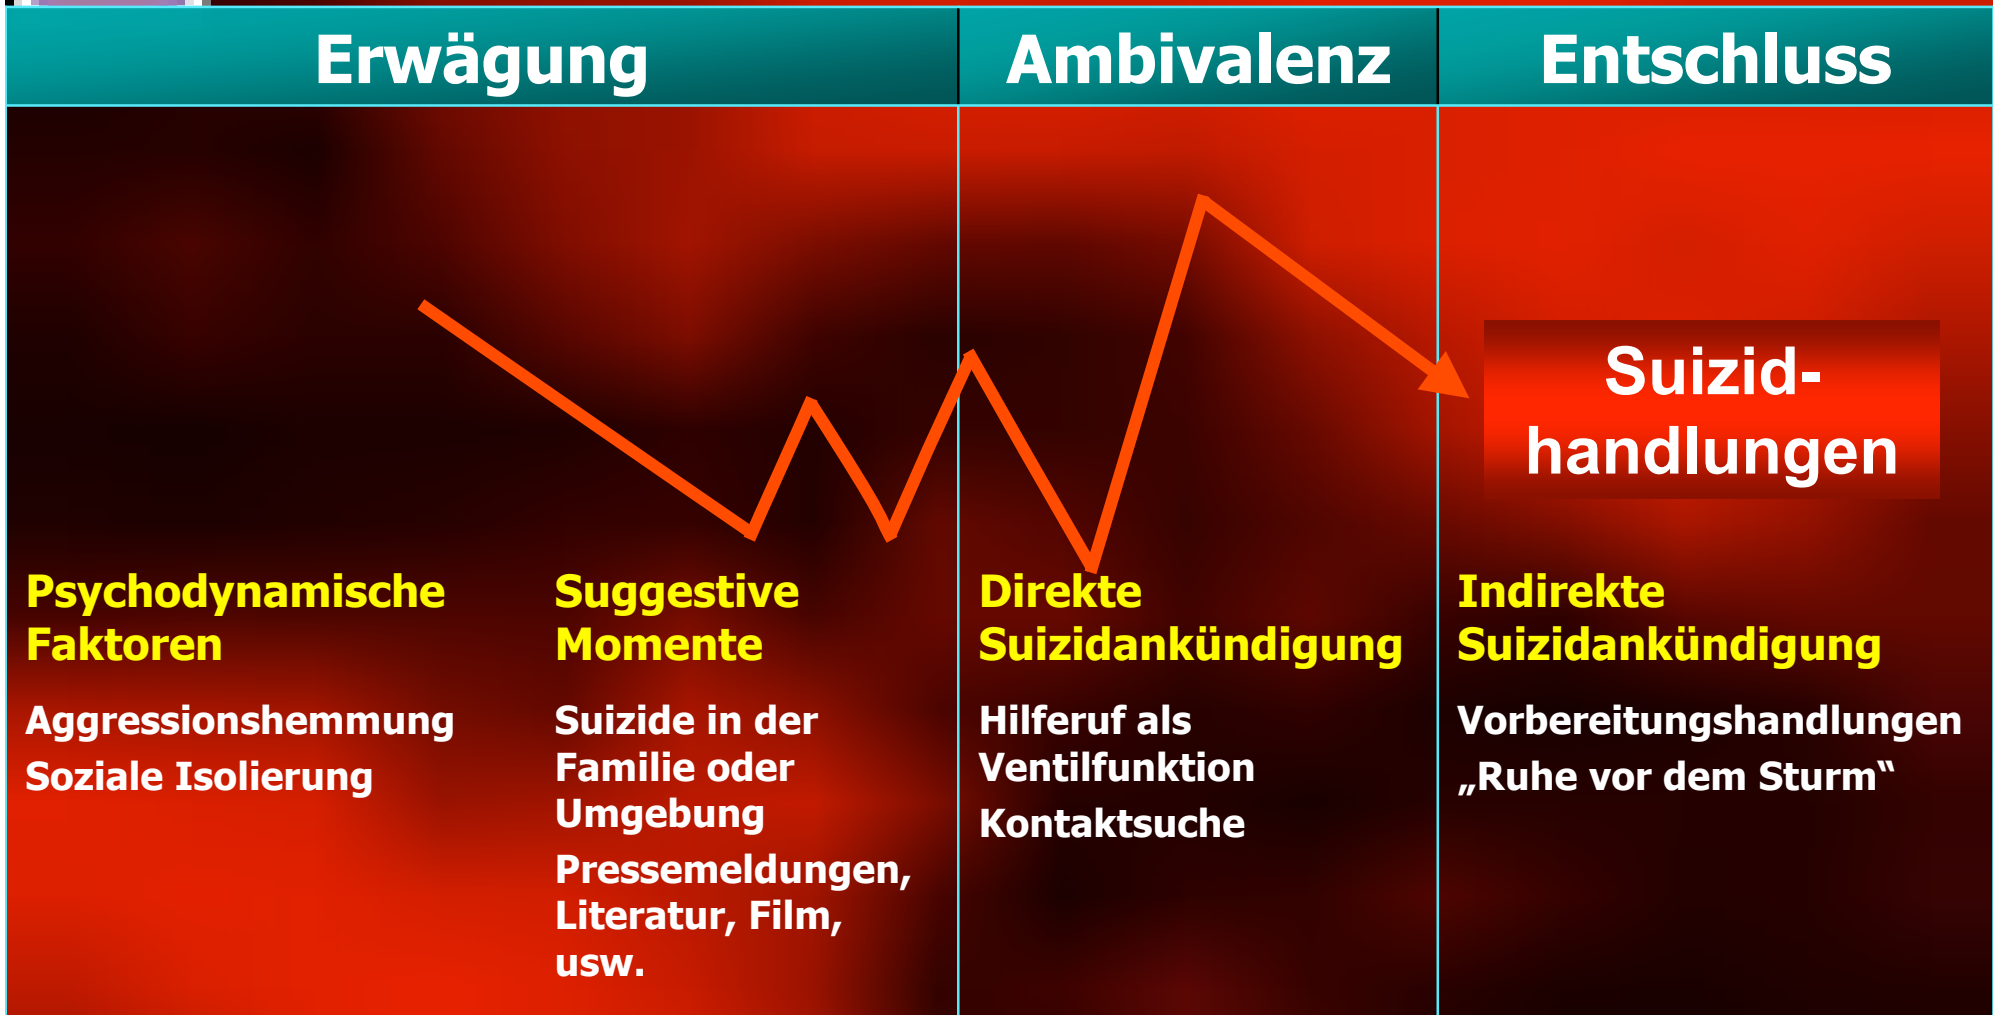 Erwägung
Ambivalenz
Entschluss
Suizid-
handlungen
Psychodynamische
Faktoren
Aggressionshemmung
Soziale Isolierung
Suggestive
Momente
Suizide in der
Familie oder
Umgebung
Pressemeldungen,
Literatur, Film,
usw.
Direkte
Suizidankündigung
Hilferuf als
Ventilfunktion
Kontaktsuche
Indirekte
Suizidankündigung
Vorbereitungshandlungen
„Ruhe vor dem Sturm“